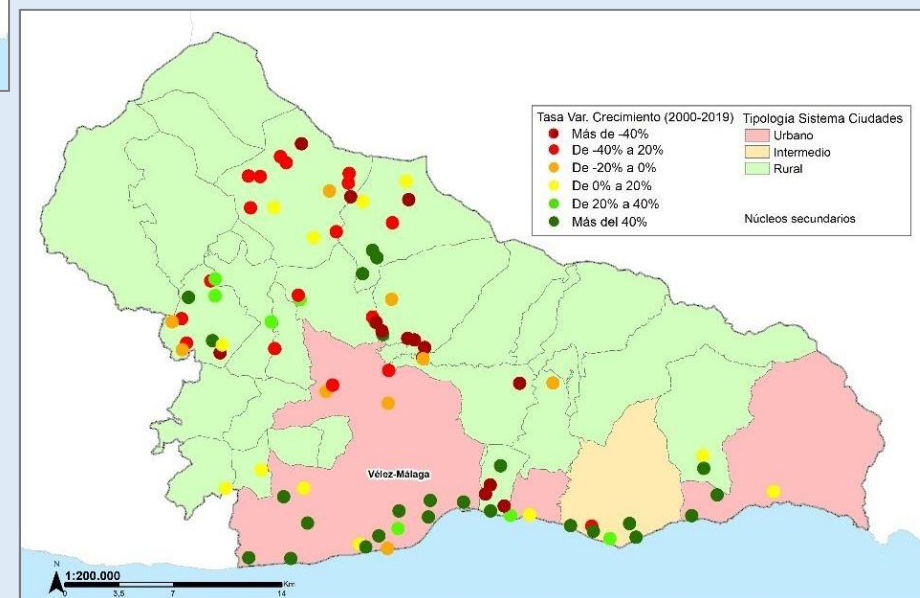 Tasa Var. Crecimiento (2000-2019)
Más de -40%
De -40% a 20%
De -20% a 0%
De 0% a 20%
De 20% a 40%
Más del 40%
Tipología Sistema Ciudades
Urbano
Intermedio
Rural
Núcleos secundarios
Vélez-Málaga
N
1:200.000
Km
0 3,5 7 14